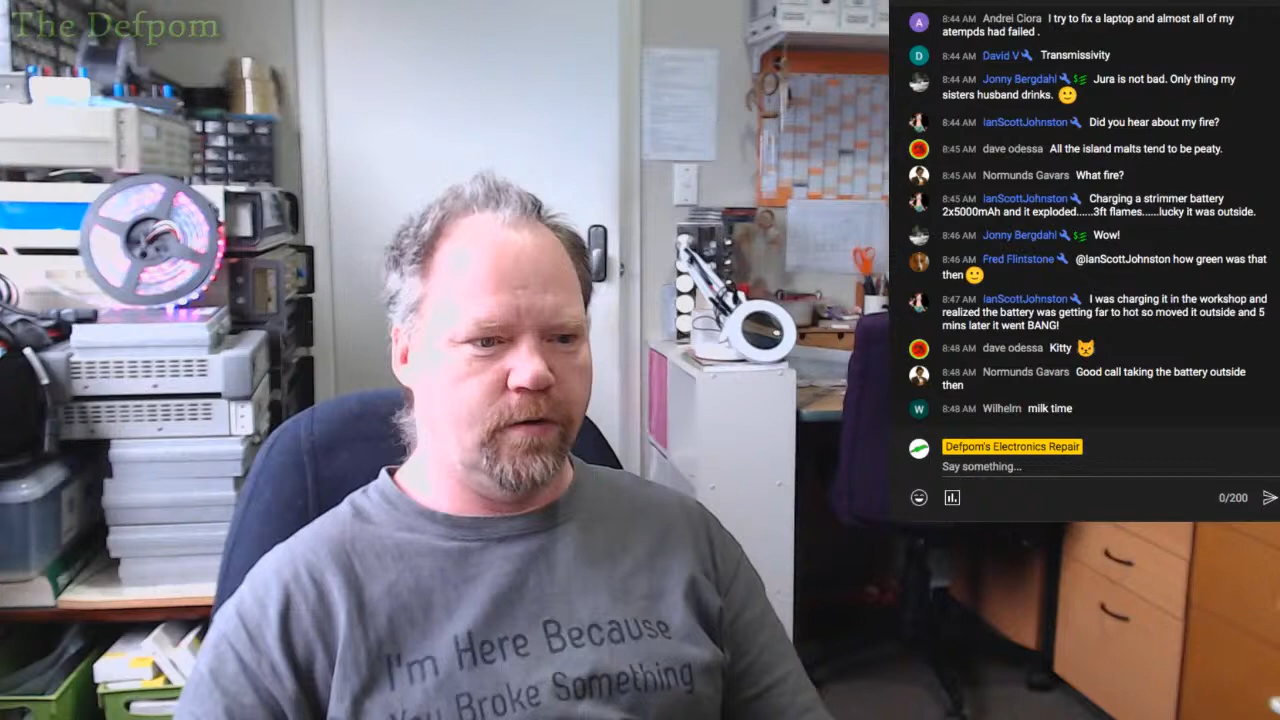 The Defpom
8:44 AM Andrei Ciora I try to fix a laptop and almost all of my
atempds had failed .
8:44 AM David V Transmissivity
8:44 AM Jonny Bergdahl Jura is not bad. Only thing my
sisters husband drinks.
8:44 AM IanScottJohnston Did you hear about my fire?
8:45 AM dave odessa All the island malts tend to be peaty.
8:45 AM Normunds Gavars What fire?
8:45 AM IanScottJohnston Charging a strimmer battery
2x5000mAh and it exploded......3ft flames......lucky it was outside.
8:46 AM Jonny Bergdahl Wow!
8:46 AM Fred Flintstone @IanScottJohnston how green was that
then
8:47 AM IanScottJohnston I was charging it in the workshop and
realized the battery was getting far to hot so moved it outside and 5
mins later it went BANG!
8:48 AM dave odessa Kitty
8:48 AM Normunds Gavars Good call taking the battery outside
then
8:48 AM Wilhelm milk time
Defpom's Electronics Repair
Say something...
0/200
I'm Here Because
You Broke Something